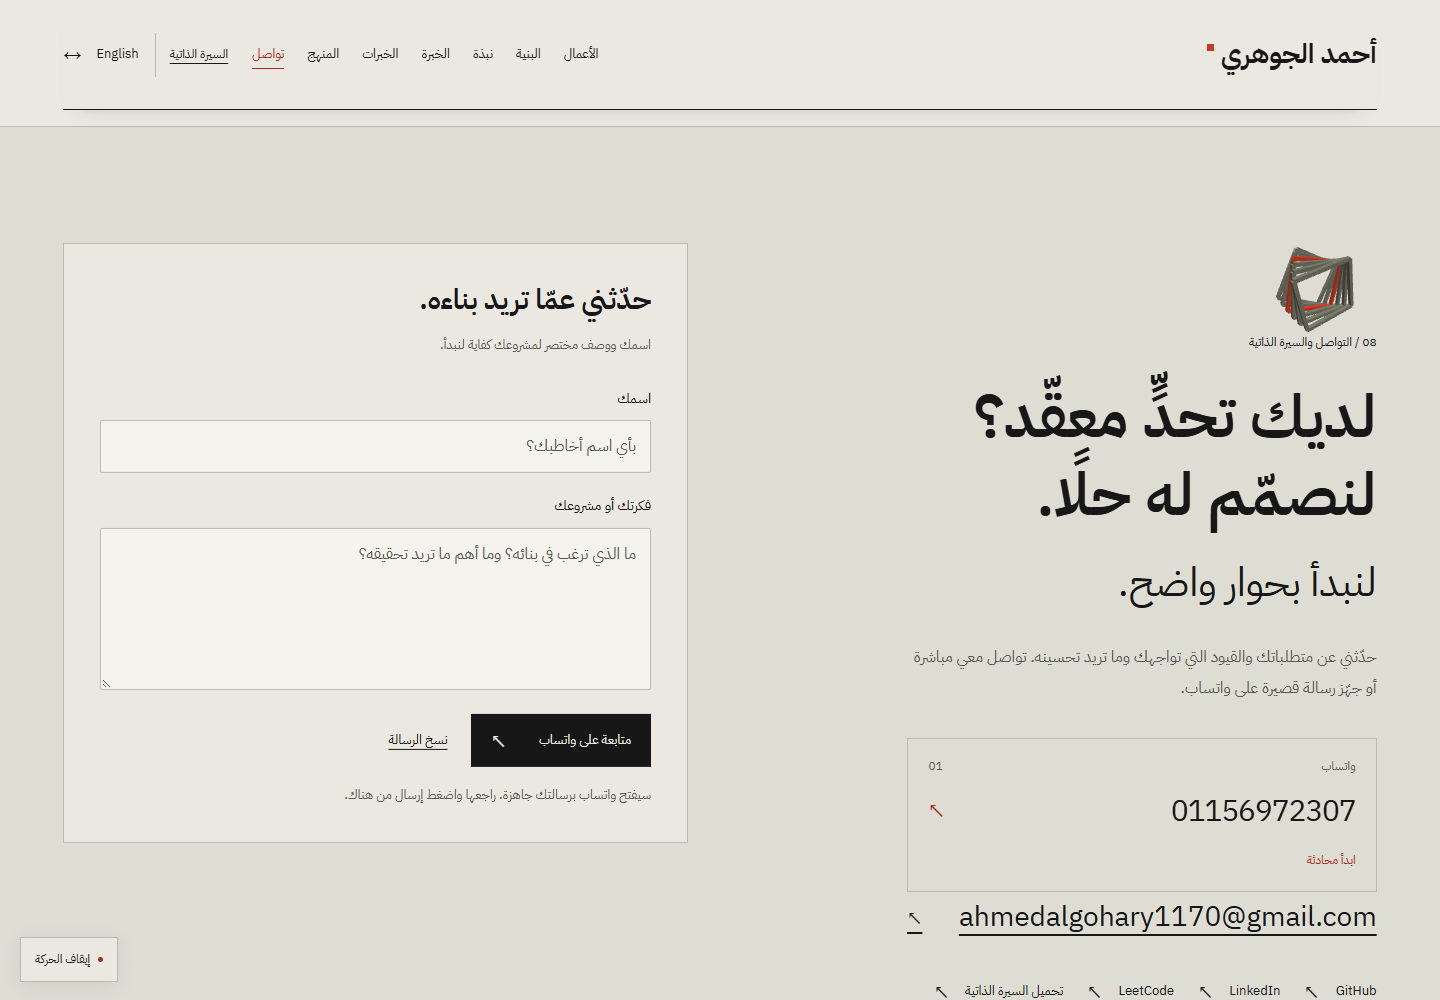 أحمد الجوهري
الأعمال
البنية
نبذة
الخبرة
الخبرات
المنهج
تواصل
السيرة الذاتية
English
08 / التواصل والسيرة الذاتية
لديك تحدٍّ معقّد؟
لنصمّم له حلًا.
لنبدأ بحوار واضح.
حدّثني عن متطلباتك والقيود التي تواجهك وما تريد تحسينه. تواصل معي مباشرة
أو جهّز رسالة قصيرة على واتساب.
واتساب
01
01156972307
ابدأ محادثة
ahmedalgohary1170@gmail.com
GitHub
LinkedIn
LeetCode
تحميل السيرة الذاتية
حدّثني عمّا تريد بناءه.
اسمك ووصف مختصر لمشروعك كفاية لنبدأ.
اسمك
بأي اسم أخاطبك؟
فكرتك أو مشروعك
ما الذي ترغب في بنائه؟ وما أهم ما تريد تحقيقه؟
متابعة على واتساب
نسخ الرسالة
سيفتح واتساب برسالتك جاهزة. راجعها واضغط إرسال من هناك.
إيقاف الحركة